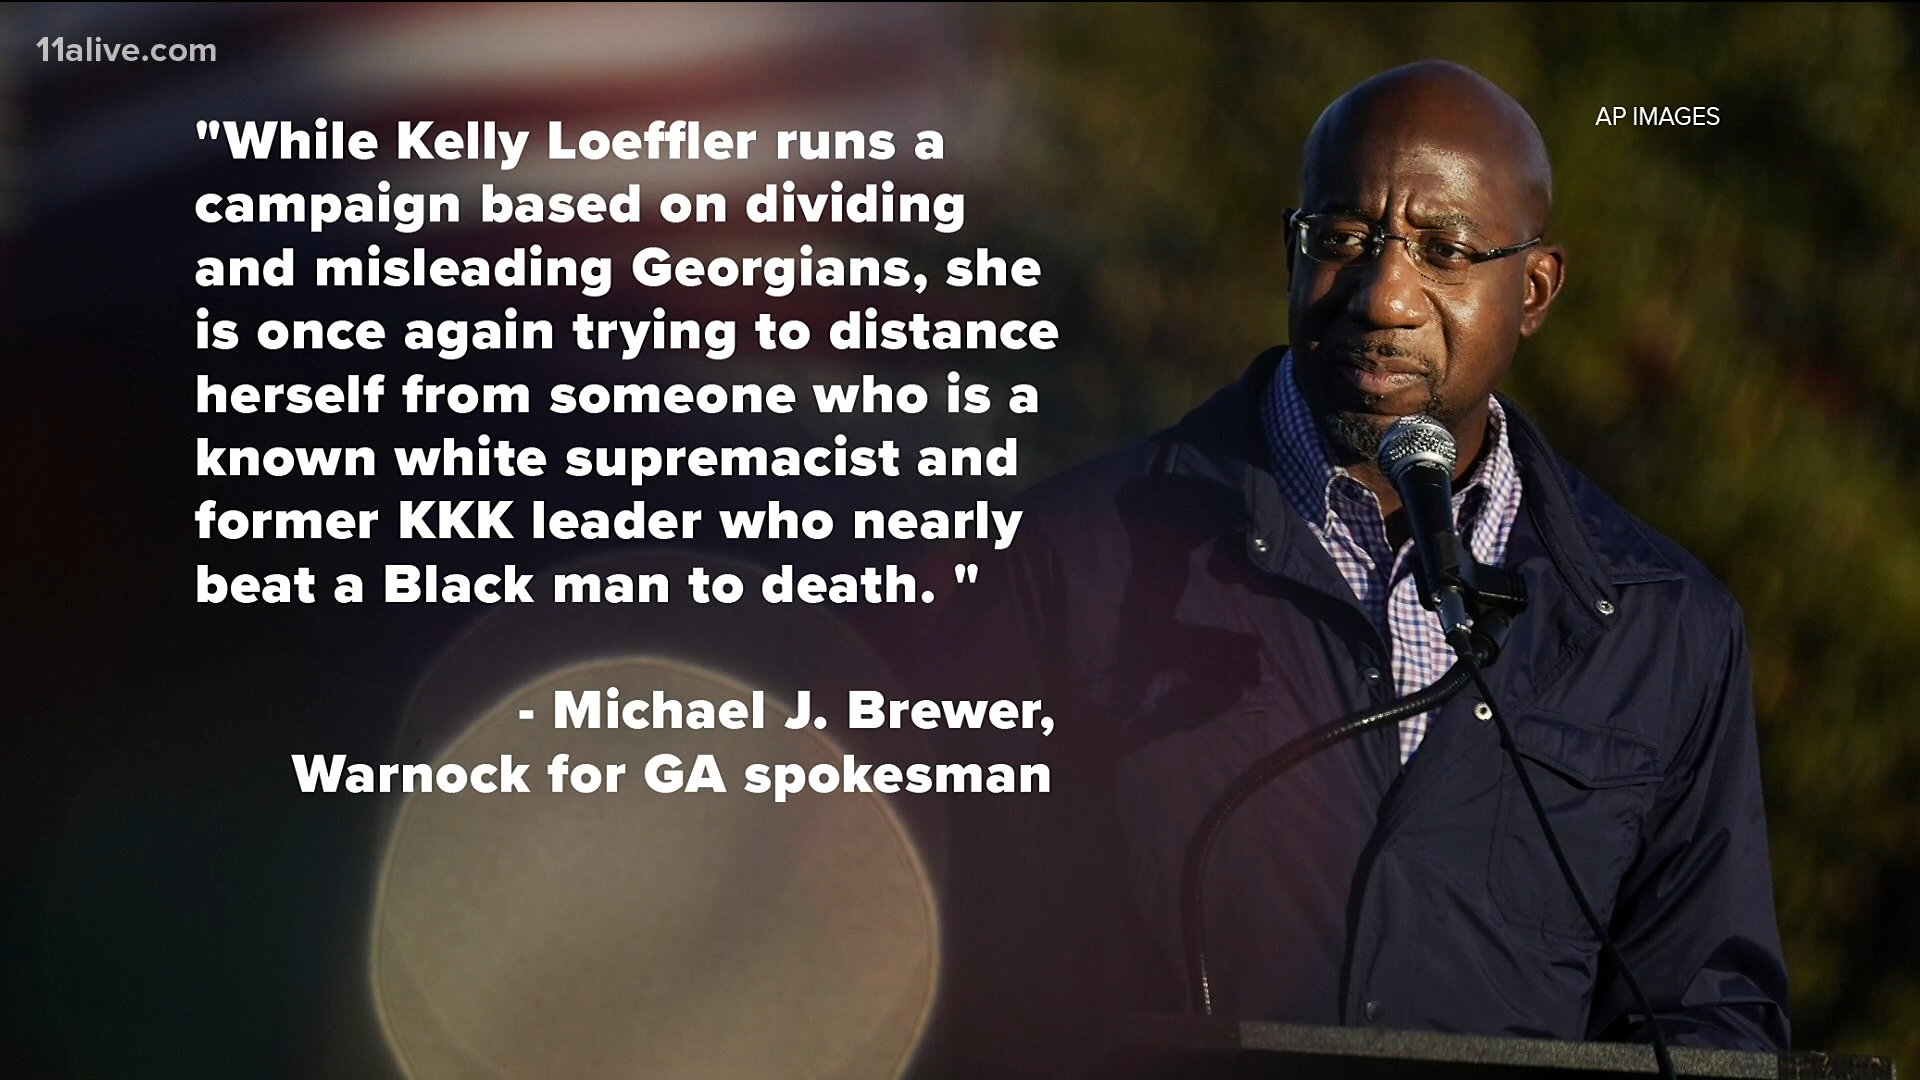 11alive.com
AP IMAGES
"While Kelly Loeffler runs a
campaign based on dividing
and misleading Georgians, she
is once again trying to distance
herself from someone who is a
known white supremacist and
former KKK leader who nearly
beat a Black man to death. "
- Michael J. Brewer,
Warnock for GA spokesman